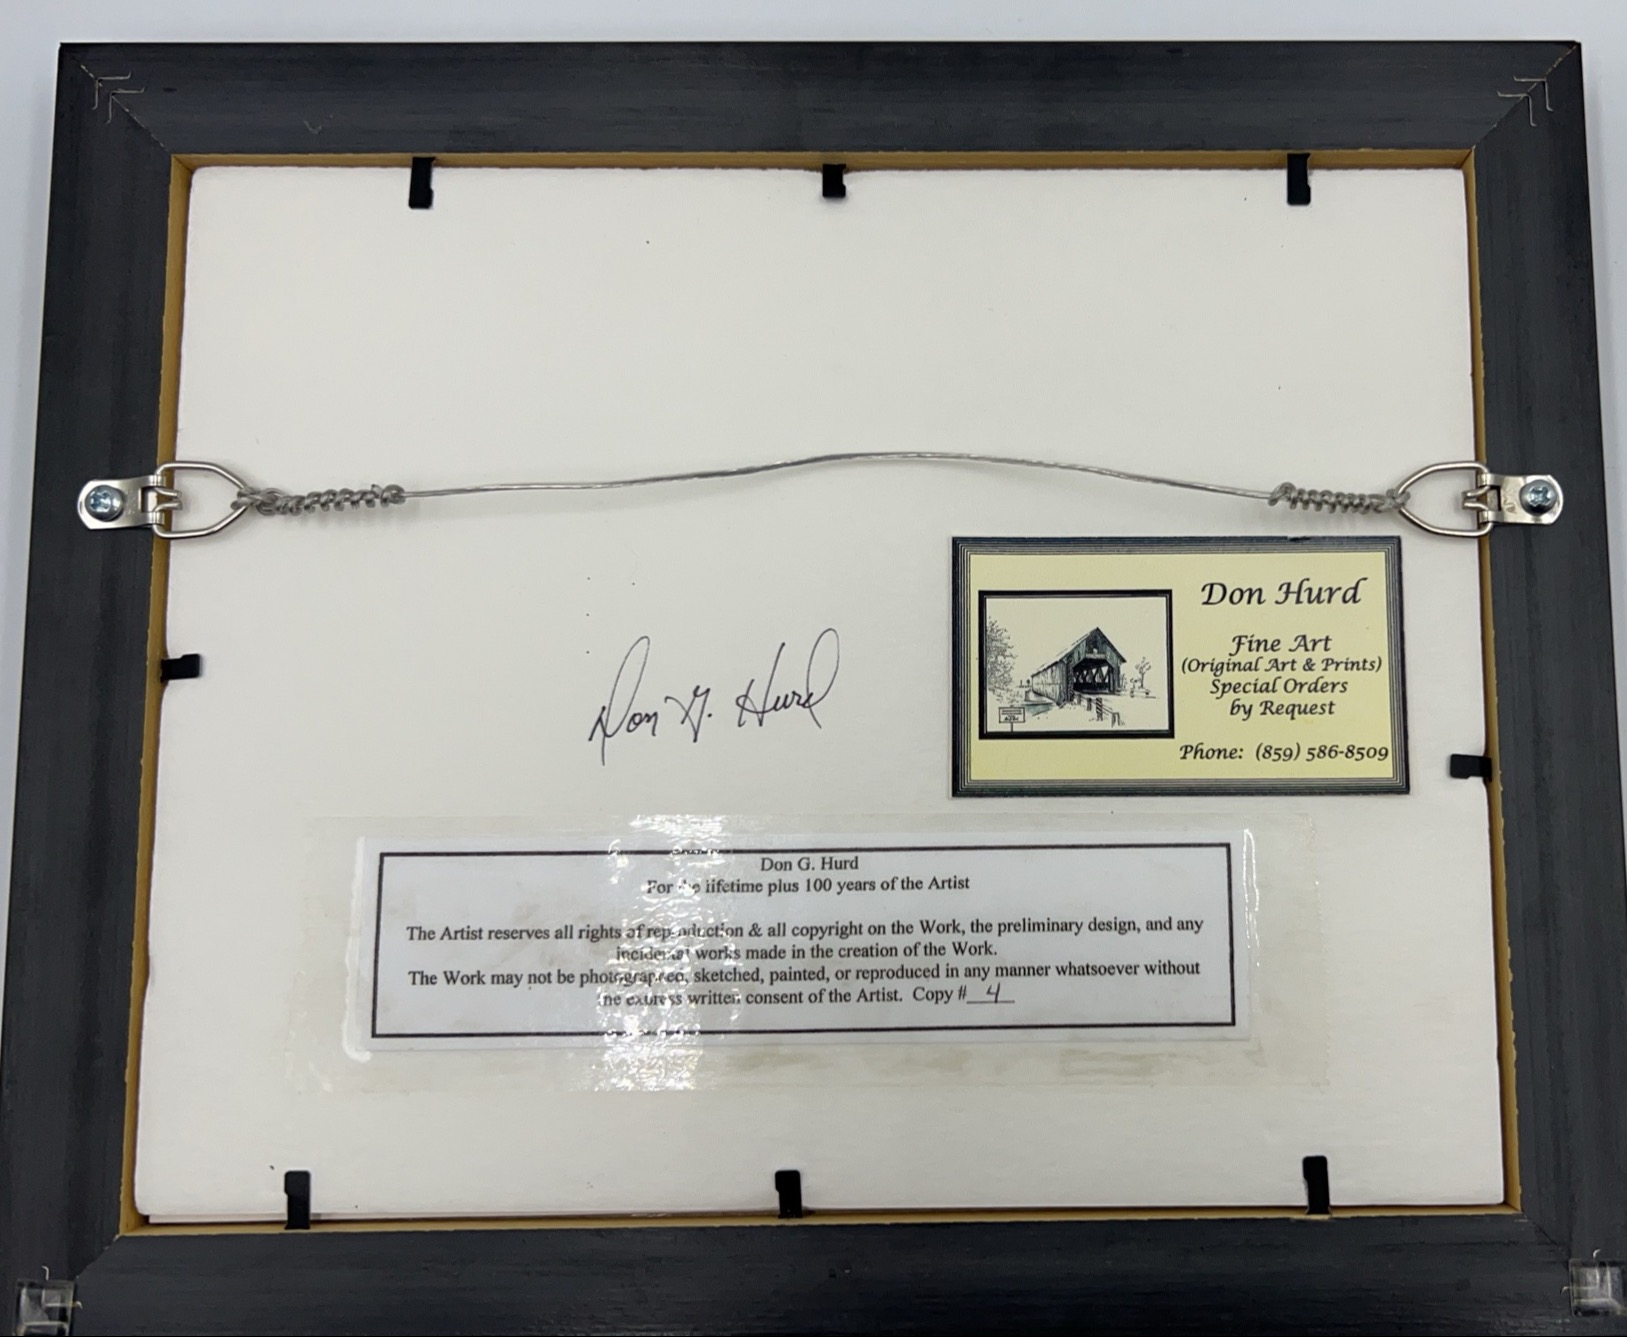 Don Hurd
Fine Art
(Original Art & Prints)
Special Orders
by Request
Phone: (859) 586-8509
Don G. Hurd
Don G. Hurd
For the lifetime plus 100 years of the Artist
The Artist reserves all rights of reproduction & all copyright on the Work, the preliminary design, and any
incidental works made in the creation of the Work.
The Work may not be photographed, sketched, painted, or reproduced in any manner whatsoever without
the express written consent of the Artist. Copy # 4